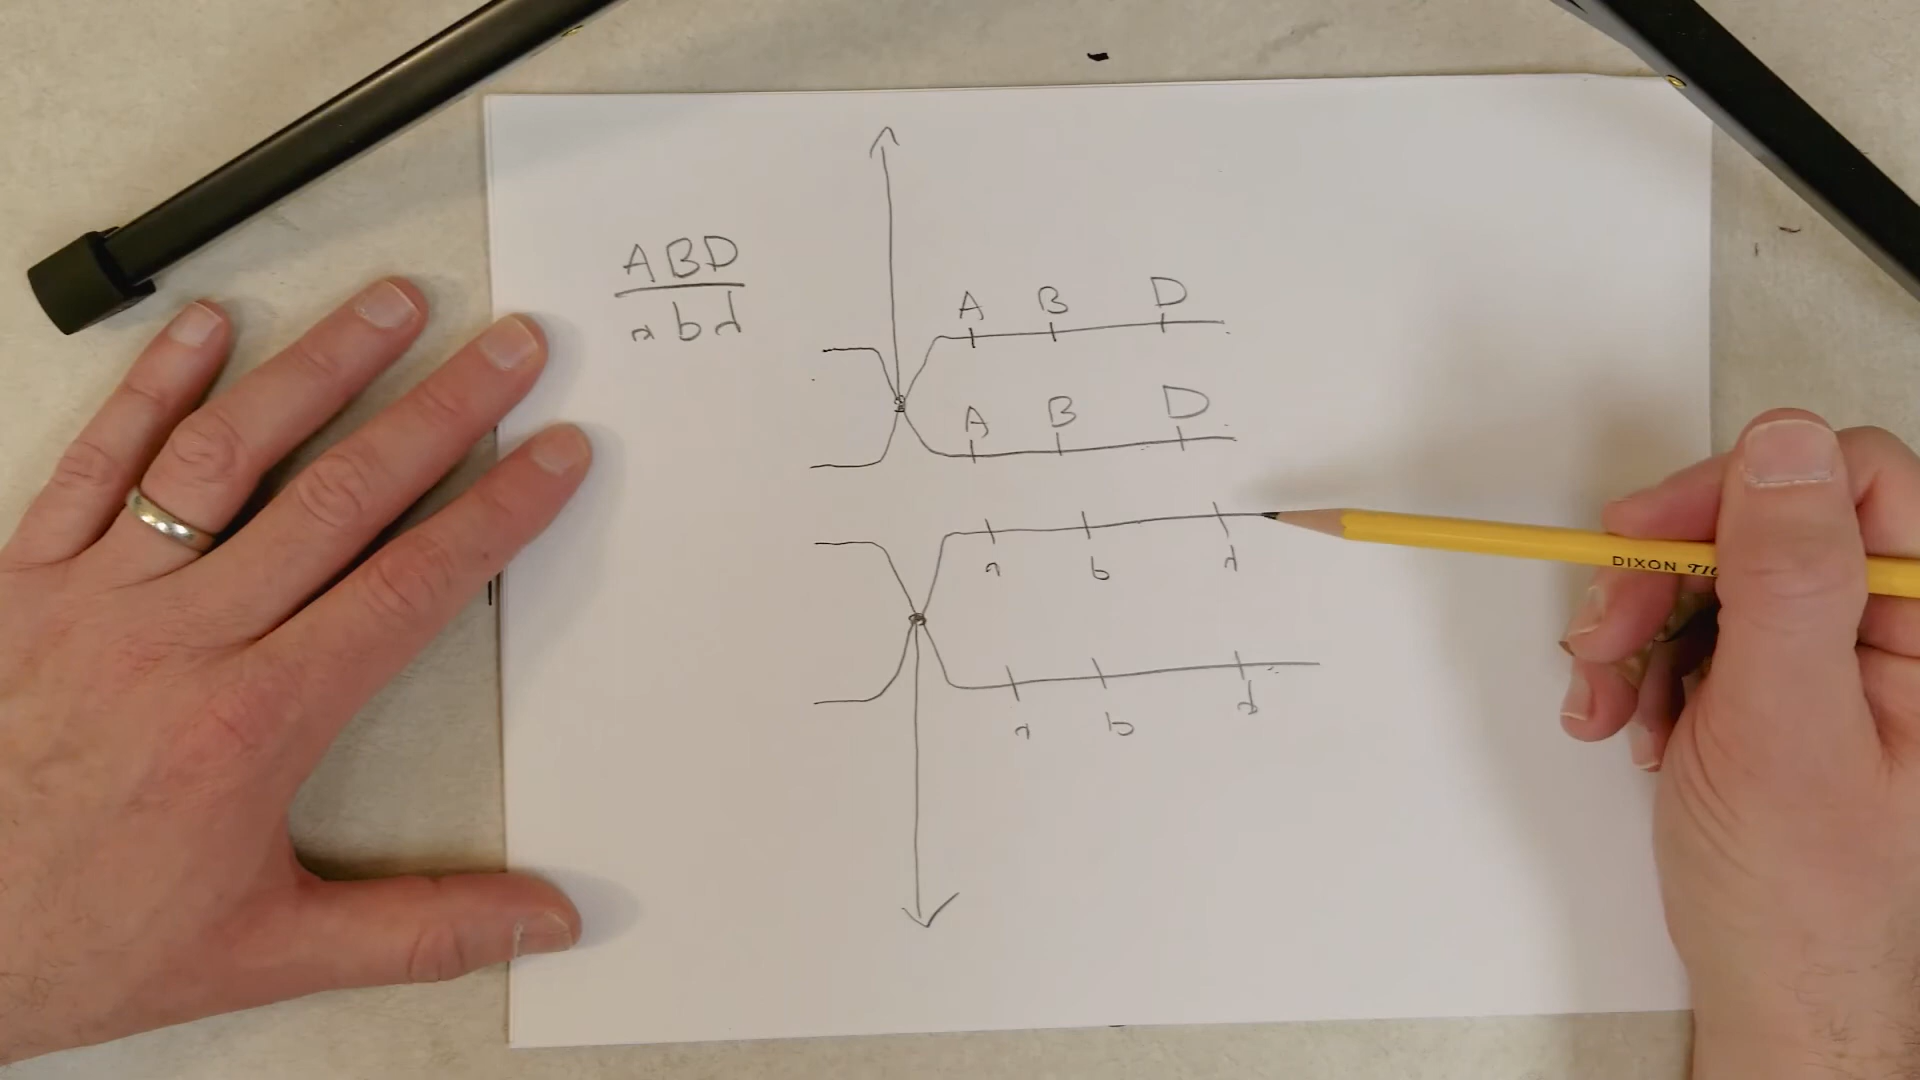 ABD
abd
A B D
A B D
a b d
DIXON
a b d